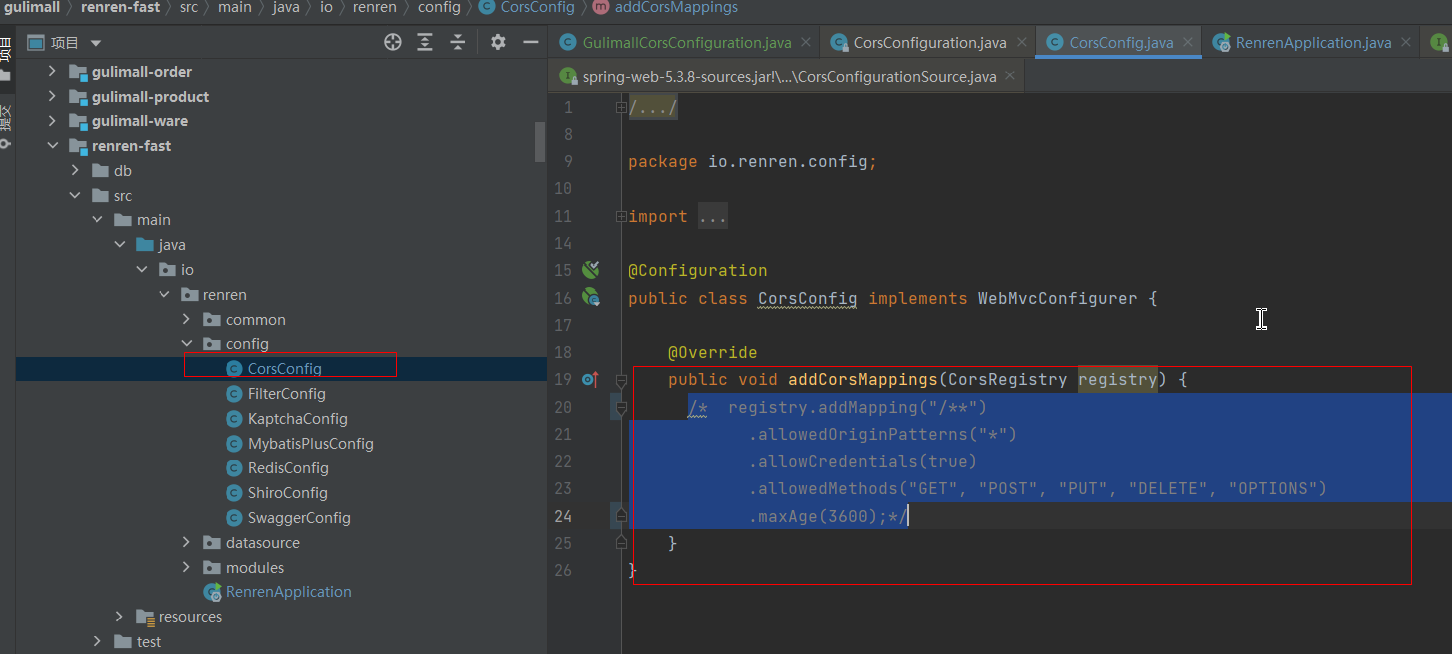 gulimall renren-fast src main java io renren config CorsConfig addCorsMappings
项目
提交
项目
gulimall-order
gulimall-product
gulimall-ware
renren-fast
db
src
main
java
io
renren
common
config
CorsConfig
FilterConfig
KaptchaConfig
MybatisPlusConfig
RedisConfig
ShiroConfig
SwaggerConfig
datasource
modules
RenrenApplication
resources
test
GulimallCorsConfiguration.java CorsConfiguration.java CorsConfig.java RenrenApplication.java
spring-web-5.3.8-sources.jar!\...\CorsConfigurationSource.java
1 /.../
8
9 package io.renren.config;
10
11 import ...
14
15 @Configuration
16 public class CorsConfig implements WebMvcConfigurer {
17
18 @Override
19 public void addCorsMappings(CorsRegistry registry) {
20 /* registry.addMapping("/**")
21 .allowedOriginPatterns("*")
22 .allowCredentials(true)
23 .allowedMethods("GET", "POST", "PUT", "DELETE", "OPTIONS")
24 .maxAge(3600);*/
25 }
26 }